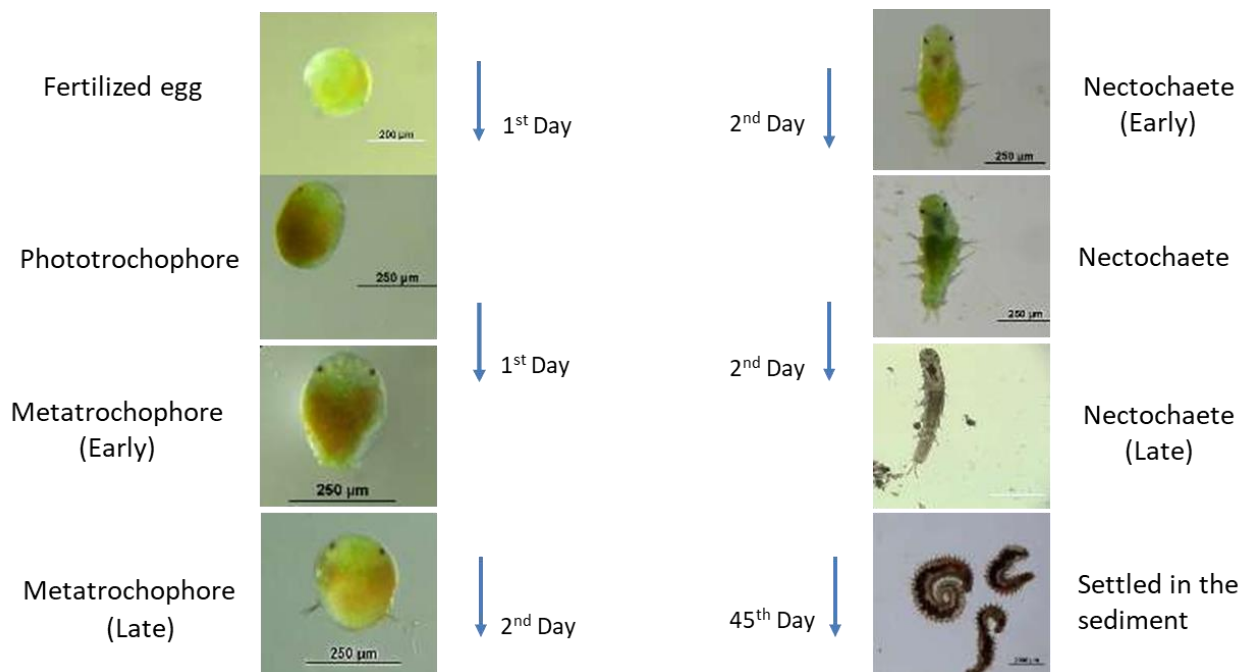 Fertilized egg
200 µm
1st Day
Phototrochophore
250 µm
1st Day
Metatrochophore
(Early)
250 µm
Metatrochophore
(Late)
250 µm
2nd Day
2nd Day
250 µm
Nectochaete
(Early)
250 µm
Nectochaete
2nd Day
Nectochaete
(Late)
45th Day
Settled in the
sediment